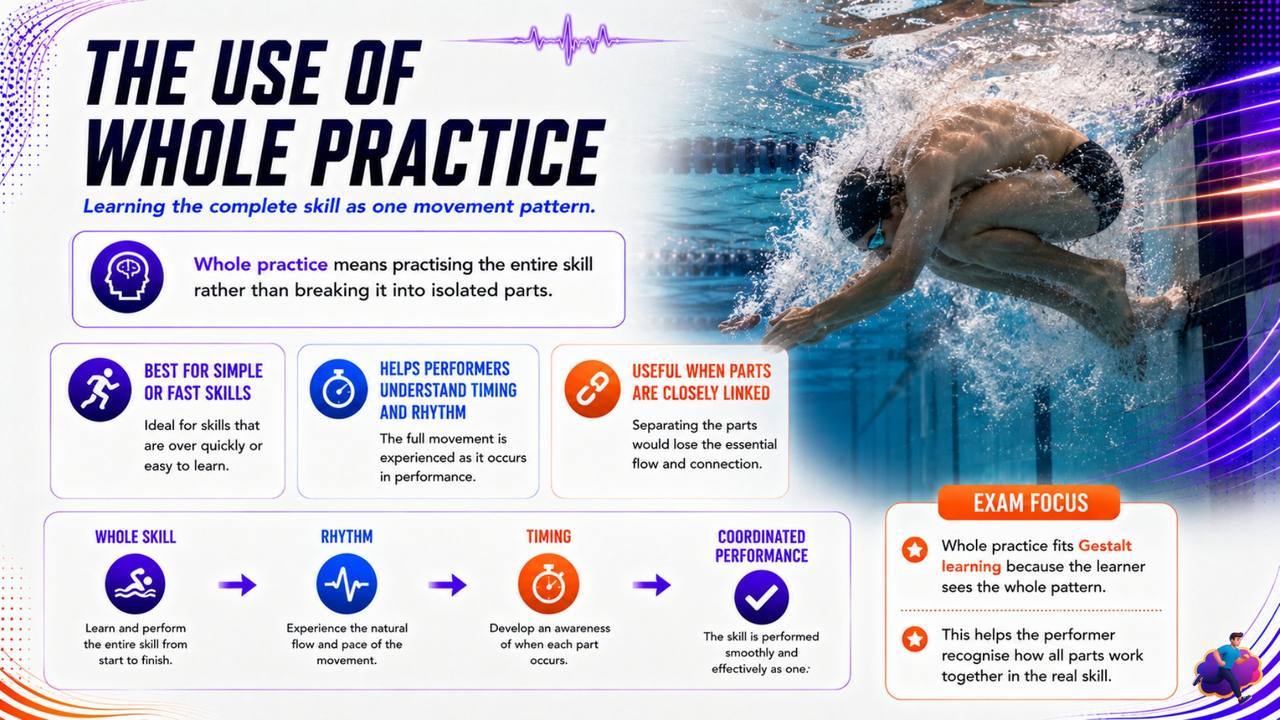 THE USE OF
WHOLE PRACTICE
Learning the complete skill as one movement pattern.
Whole practice means practising the entire skill
rather than breaking it into isolated parts.
BEST FOR SIMPLE
OR FAST SKILLS
Ideal for skills that
are over quickly or
easy to learn.
HELPS PERFORMERS
UNDERSTAND TIMING
AND RHYTHM
The full movement is
experienced as it occurs
in performance.
USEFUL WHEN PARTS
ARE CLOSELY LINKED
Separating the parts
would lose the essential
flow and connection.
WHOLE SKILL
Learn and perform
the entire skill from
start to finish.
RHYTHM
Experience the natural
flow and pace of the
movement.
TIMING
Develop an awareness
of when each part
occurs.
COORDINATED
PERFORMANCE
The skill is performed
smoothly and
effectively as one.
EXAM FOCUS
Whole practice fits Gestalt
learning because the learner
sees the whole pattern.
This helps the performer
recognise how all parts work
together in the real skill.